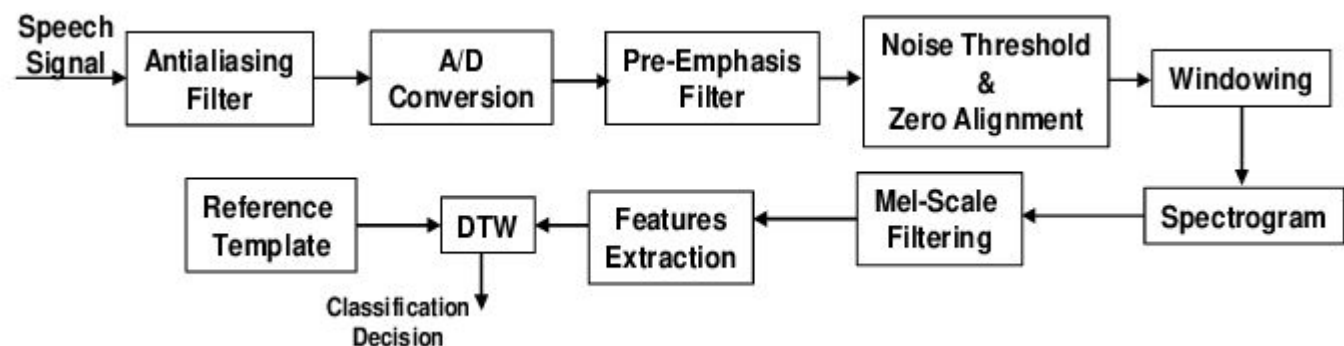 Speech
Signal
Antialiasing
Filter
A/D
Conversion
Pre-Emphasis
Filter
Noise Threshold
&
Zero Alignment
Windowing
Spectrogram
Mel-Scale
Filtering
Features
Extraction
DTW
Reference
Template
Classification
Decision